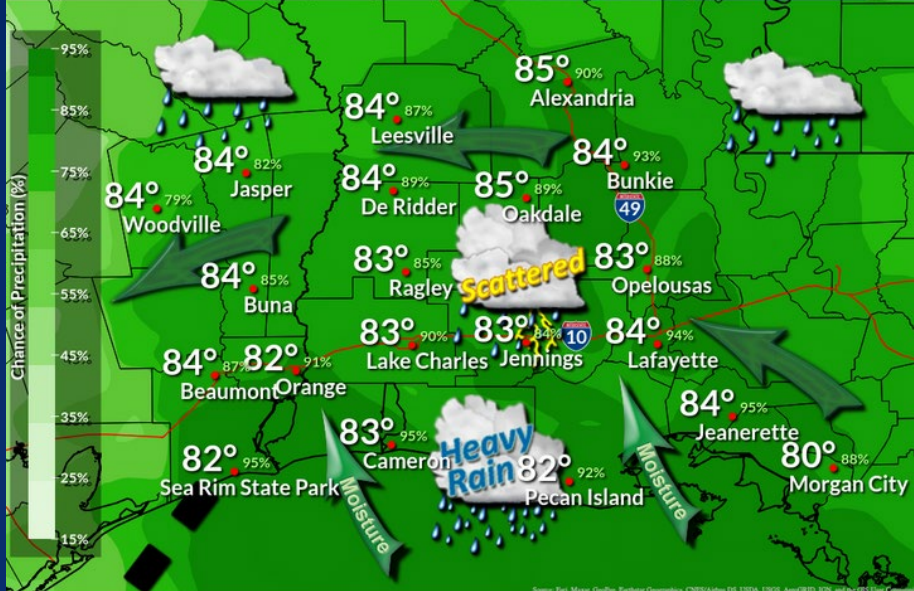 Chance of Precipitation (%)
95%
85%
75%
65%
55%
45%
35%
25%
15%
85° 90%
Alexandria
84° 87%
Leesville
84° 93%
Bunkie
84° 82%
Jasper
84° 89%
De Ridder
85° 89%
Oakdale
84° 79%
Woodville
49
83° 85%
Ragley
Scattered
83° 88%
Opelousas
84° 85%
Buna
83° 90%
Lake Charles
83° 84%
Jennings
10
84° 94%
Lafayette
84° 87%
Beaumont
82° 91%
Orange
84° 95%
Jeanerette
83° 95%
Cameron
Heavy
Rain
82° 95%
Sea Rim State Park
82° 92%
Pecan Island
80° 88%
Morgan City
Moisture
Moisture